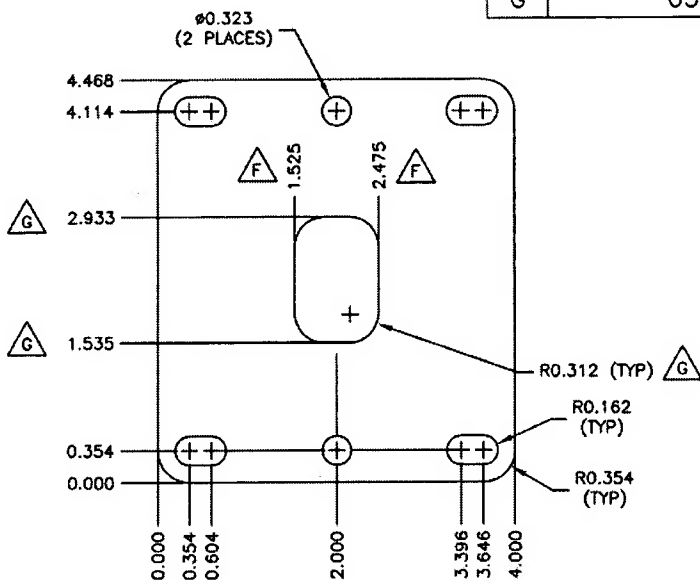 G 05
ø0.323
(2 PLACES)
4.468
4.114
F 1.525 2.475 F
G 2.933
G 1.535
R0.312 (TYP) G
R0.162
(TYP)
0.354
0.000
R0.354
(TYP)
0.000
0.354
0.604
2.000
3.396
3.646
4.000